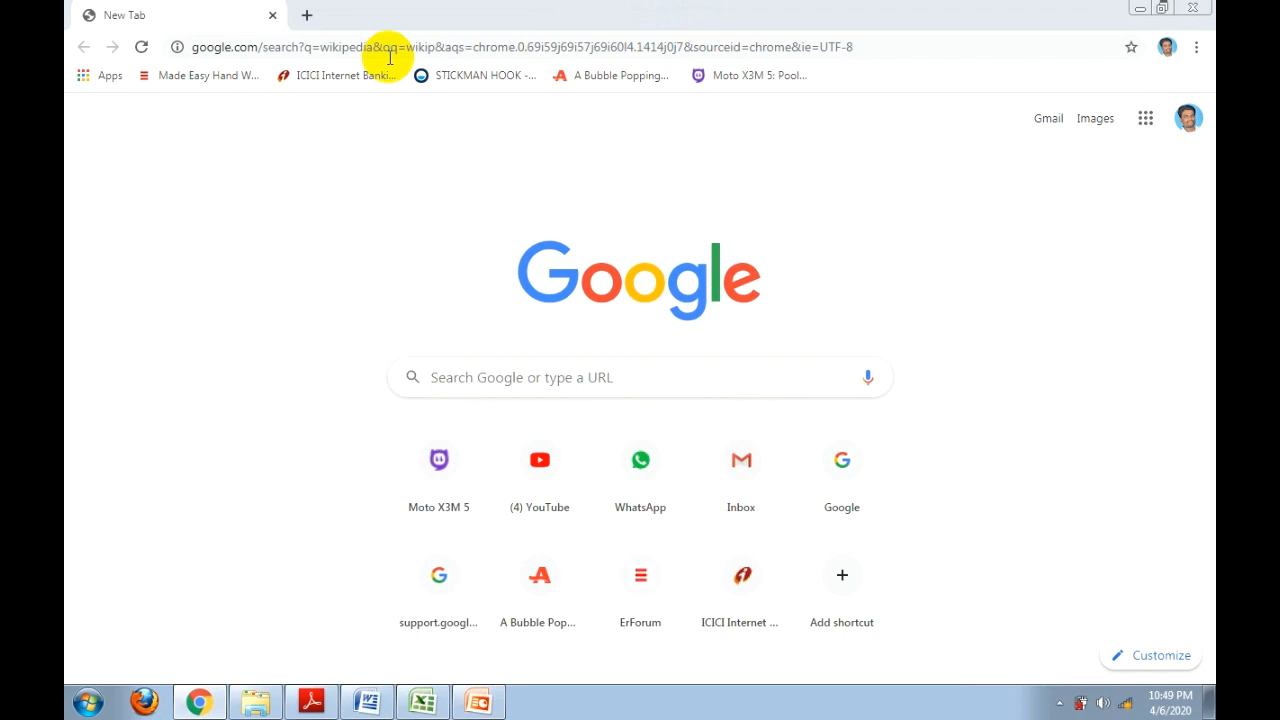 New Tab
google.com/search?q=wikipedia&oq=wikip&aqs=chrome.0.69i59j69i57j69i60l4.1414j0j7&sourceid=chrome&ie=UTF-8
Apps Made Easy Hand W... ICICI Internet Banki... STICKMAN HOOK -... A Bubble Popping... Moto X3M 5: Pool...
Gmail Images
Google
Search Google or type a URL
Moto X3M 5 (4) YouTube WhatsApp Inbox Google
support.googl... A Bubble Pop... ErForum ICICI Internet ... Add shortcut
Customize
10:49 PM
4/6/2020